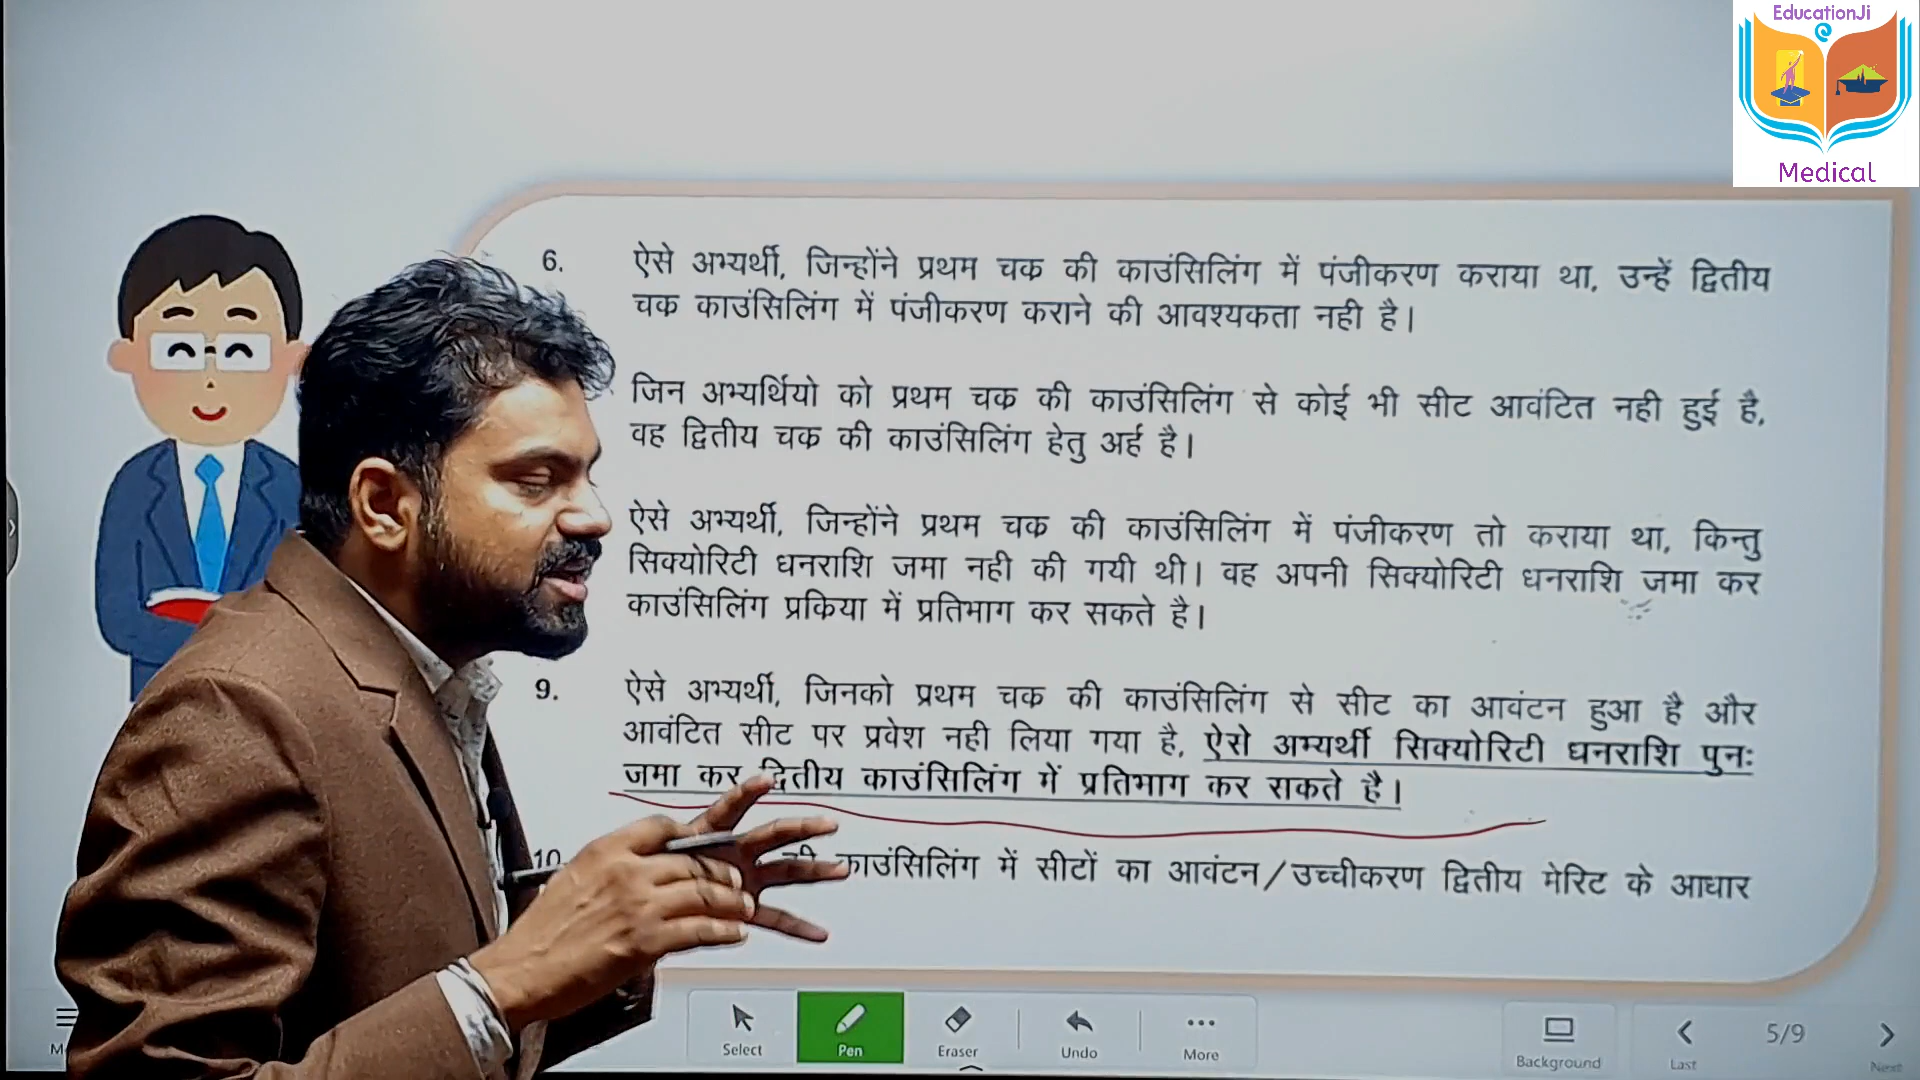 EducationJi
Medical
6. ऐसे अभ्यर्थी, जिन्होंने प्रथम चक्र की काउंसिलिंग में पंजीकरण कराया था, उन्हें द्वितीय
चक्र काउंसिलिंग में पंजीकरण कराने की आवश्यकता नही है।
जिन अभ्यर्थियो को प्रथम चक्र की काउंसिलिंग से कोई भी सीट आवंटित नही हुई है,
वह द्वितीय चक्र की काउंसिलिंग हेतु अर्ह है।
ऐसे अभ्यर्थी, जिन्होंने प्रथम चक्र की काउंसिलिंग में पंजीकरण तो कराया था, किन्तु
सिक्योरिटी धनराशि जमा नही की गयी थी। वह अपनी सिक्योरिटी धनराशि जमा कर
काउंसिलिंग प्रक्रिया में प्रतिभाग कर सकते है।
9. ऐसे अभ्यर्थी, जिनको प्रथम चक्र की काउंसिलिंग से सीट का आवंटन हुआ है और
आवंटित सीट पर प्रवेश नही लिया गया है, ऐसे अभ्यर्थी सिक्योरिटी धनराशि पुनः
जमा कर द्वितीय काउंसिलिंग में प्रतिभाग कर सकते है।
10. की काउंसिलिंग में सीटों का आवंटन/उच्चीकरण द्वितीय मेरिट के आधार
Select Pen Eraser Undo More Background Last 5/9 Next